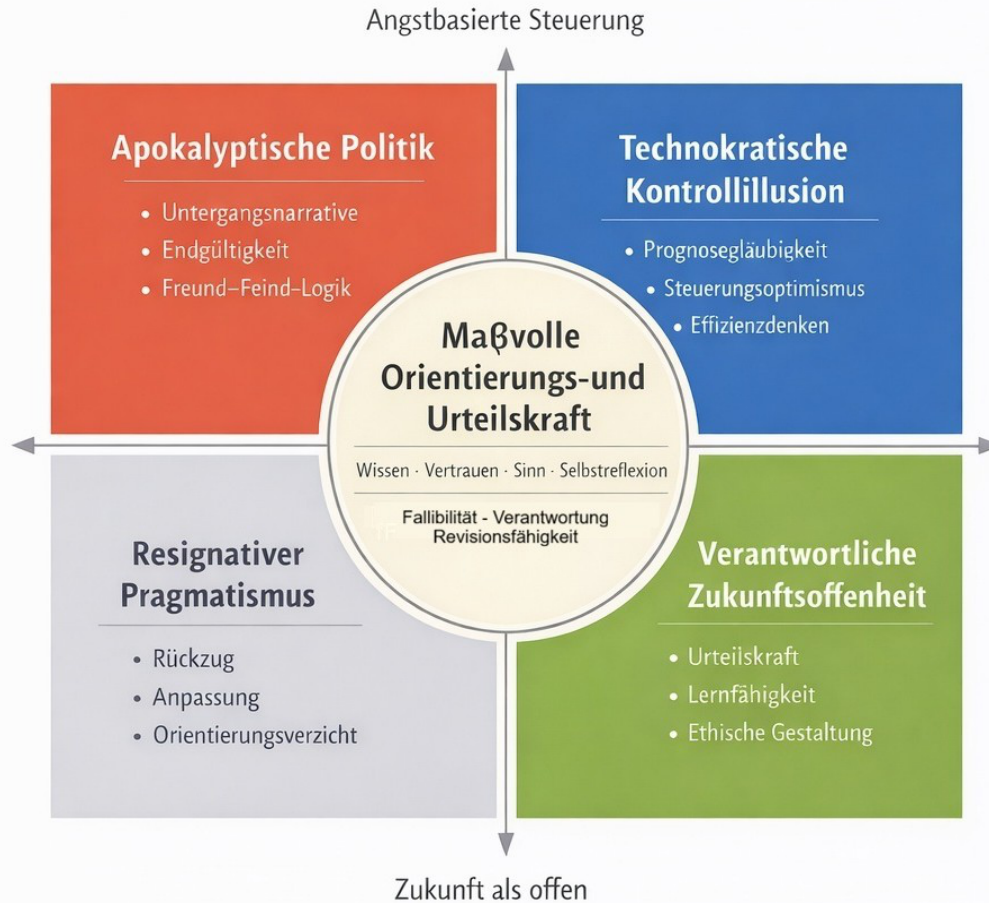 Angstbasierte Steuerung
Apokalyptische Politik
• Untergangsnarrative
• Endgültigkeit
• Freund–Feind–Logik
Technokratische
Kontrollillusion
• Prognosegläubigkeit
• Steuerungsoptimismus
• Effizienzdenken
Maβvolle
Orientierungs-und
Urteilskraft
Wissen · Vertrauen · Sinn · Selbstreflexion
Fallibilität - Verantwortung
Revisionsfähigkeit
Resignativer
Pragmatismus
• Rückzug
• Anpassung
• Orientierungsverzicht
Verantwortliche
Zukunftsoffenheit
• Urteilskraft
• Lernfähigkeit
• Ethische Gestaltung
Zukunft als offen